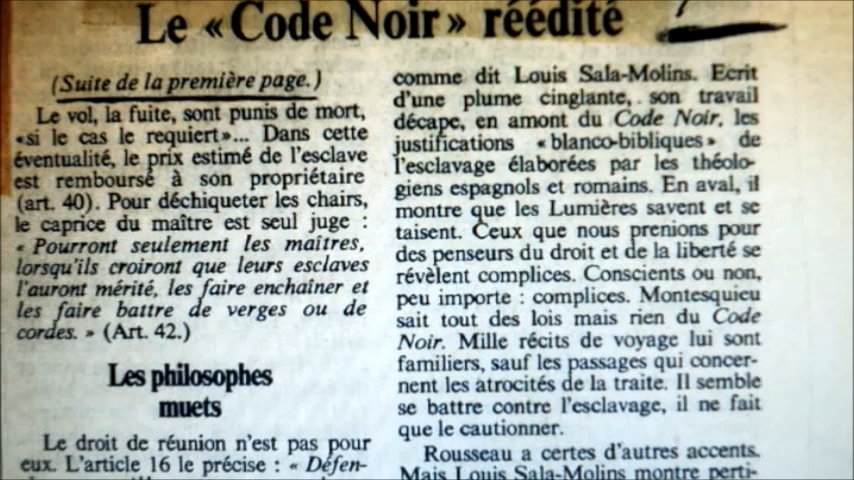 Le « Code Noir » réédité
(Suite de la première page.)
Le vol, la fuite, sont punis de mort,
«si le cas le requiert»... Dans cette
éventualité, le prix estimé de l'esclave
est remboursé à son propriétaire
(art. 40). Pour déchiqueter les chairs,
le caprice du maître est seul juge :
« Pourront seulement les maîtres,
lorsqu'ils croiront que leurs esclaves
l'auront mérité, les faire enchaîner et
les faire battre de verges ou de
cordes. » (Art. 42.)
Les philosophes
muets
Le droit de réunion n'est pas pour
eux. L'article 16 le précise : « Défen-
comme dit Louis Sala-Molins. Ecrit
d'une plume cinglante, son travail
décape, en amont du Code Noir, les
justifications « blanco-bibliques » de
l'esclavage élaborées par les théolo-
giens espagnols et romains. En aval, il
montre que les Lumières savent et se
taisent. Ceux que nous prenions pour
des penseurs du droit et de la liberté se
révèlent complices. Conscients ou non,
peu importe : complices. Montesquieu
sait tout des lois mais rien du Code
Noir. Mille récits de voyage lui sont
familiers, sauf les passages qui concer-
nent les atrocités de la traite. Il semble
se battre contre l'esclavage, il ne fait
que le cautionner.
Rousseau a certes d'autres accents.
Mais Louis Sala-Molins montre perti-